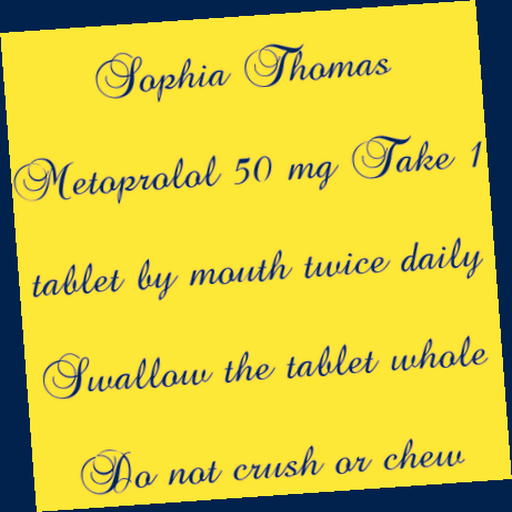 Sophia Thomas
Metoprolol 50 mg Take 1
tablet by mouth twice daily
Swallow the tablet whole
Do not crush or chew